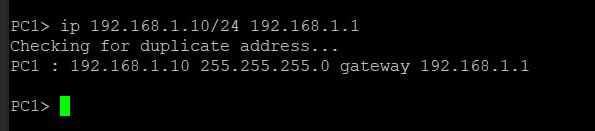 PC1> ip 192.168.1.10/24 192.168.1.1
Checking for duplicate address...
PC1 : 192.168.1.10 255.255.255.0 gateway 192.168.1.1
PC1>